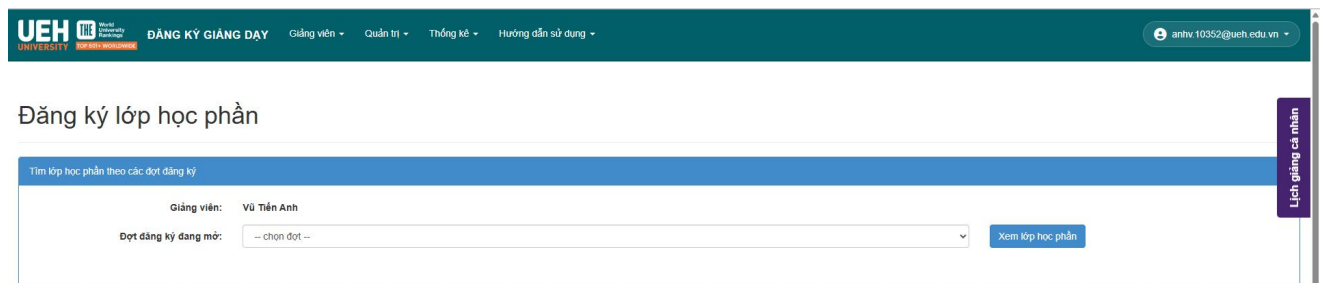 UEH UNIVERSITY
THE World University Rankings
TOP 501+ WORLDWIDE
ĐĂNG KÝ GIẢNG DẠY
Giảng viên
Quản trị
Thống kê
Hướng dẫn sử dụng
anhv.10352@ueh.edu.vn
Đăng ký lớp học phần
Lịch giảng cá nhân
Tìm lớp học phần theo các đợt đăng ký
Giảng viên: Vũ Tiến Anh
Đợt đăng ký đang mở: -- chọn đợt -- Xem lớp học phần